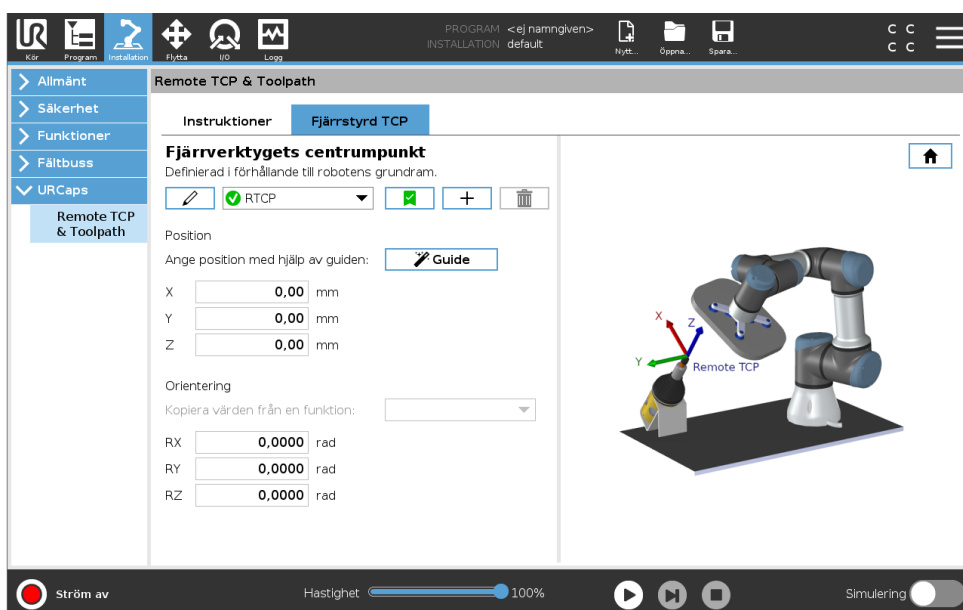 UR
PROGRAM <ej namngiven>
INSTALLATION default
C C
C C
Kör Program Installation Flytta I/O Logg Nytt... Öppna... Spara...
Allmänt
Säkerhet
Funktioner
Fältbuss
URCaps
Remote TCP
& Toolpath
Remote TCP & Toolpath
Instruktioner Fjärrstyrd TCP
Fjärrverktygets centrumpunkt
Definierad i förhållande till robotens grundram.
RTCP
Position
Ange position med hjälp av guiden: Guide
X 0,00 mm
Y 0,00 mm
Z 0,00 mm
Orientering
Kopiera värden från en funktion:
RX 0,0000 rad
RY 0,0000 rad
RZ 0,0000 rad
X
Z
Y
Remote TCP
Ström av Hastighet 100% Simulering